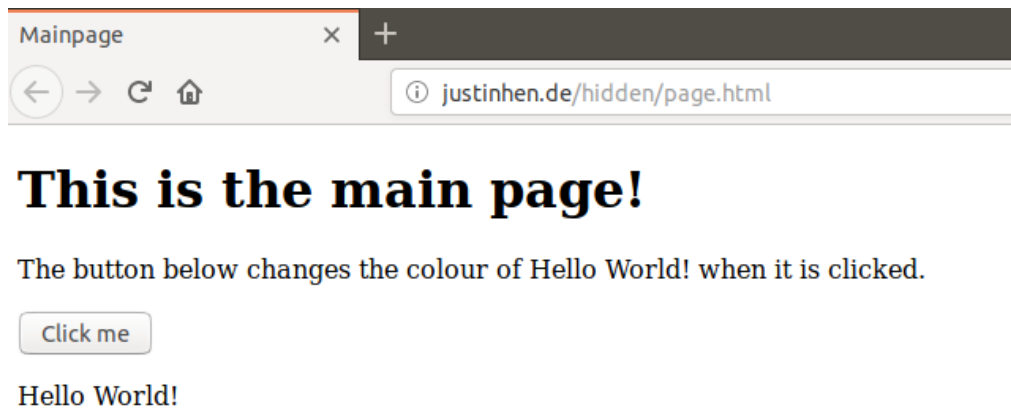 Mainpage
justinhen.de/hidden/page.html
This is the main page!
The button below changes the colour of Hello World! when it is clicked.
Click me
Hello World!